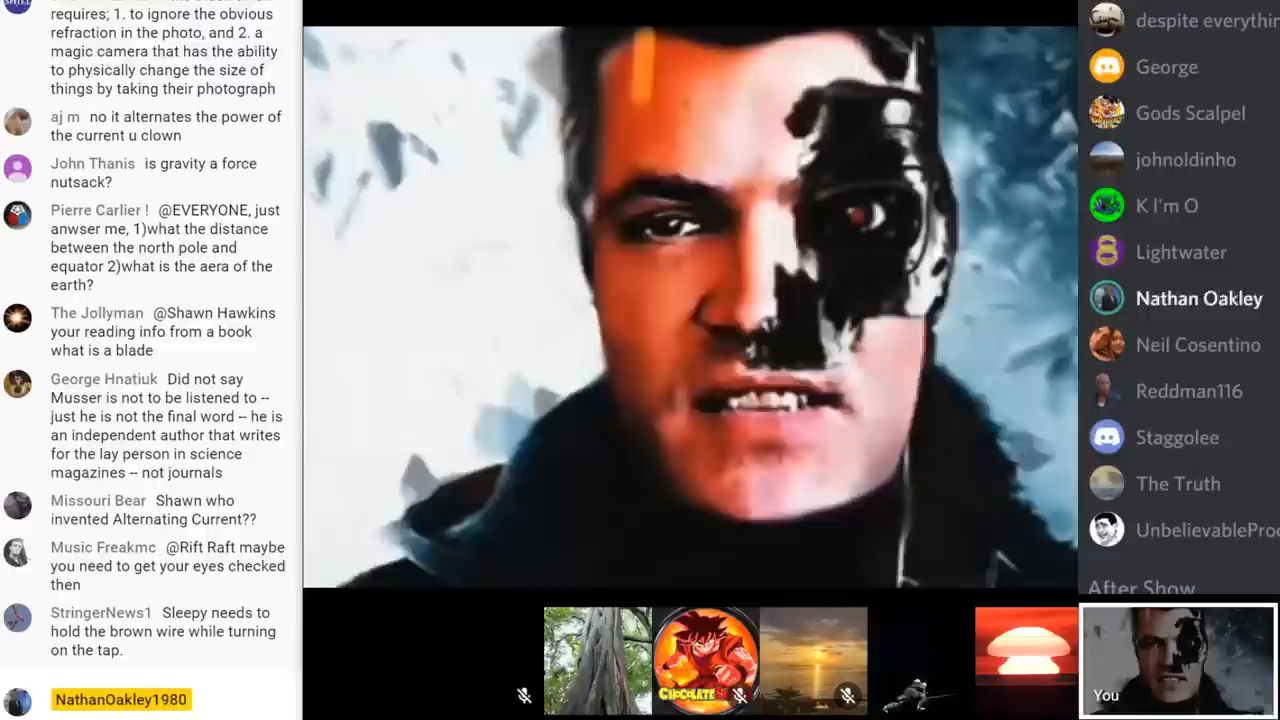 requires; 1. to ignore the obvious
refraction in the photo, and 2. a
magic camera that has the ability
to physically change the size of
things by taking their photograph
aj m no it alternates the power of
the current u clown
John Thanis is gravity a force
nutsack?
Pierre Carlier ! @EVERYONE, just
anwser me, 1)what the distance
between the north pole and
equator 2)what is the aera of the
earth?
The Jollyman @Shawn Hawkins
your reading info from a book
what is a blade
George Hnatiuk Did not say
Musser is not to be listened to --
just he is not the final word -- he is
an independent author that writes
for the lay person in science
magazines -- not journals
Missouri Bear Shawn who
invented Alternating Current??
Music Freakmc @Rift Raft maybe
you need to get your eyes checked
then
StringerNews1 Sleepy needs to
hold the brown wire while turning
on the tap.
NathanOakley1980
CHOCOLATE
You
despite everythin
George
Gods Scalpel
johnoldinho
K I'm O
Lightwater
Nathan Oakley
Neil Cosentino
Reddman116
Staggolee
The Truth
UnbelievablePro
After Show